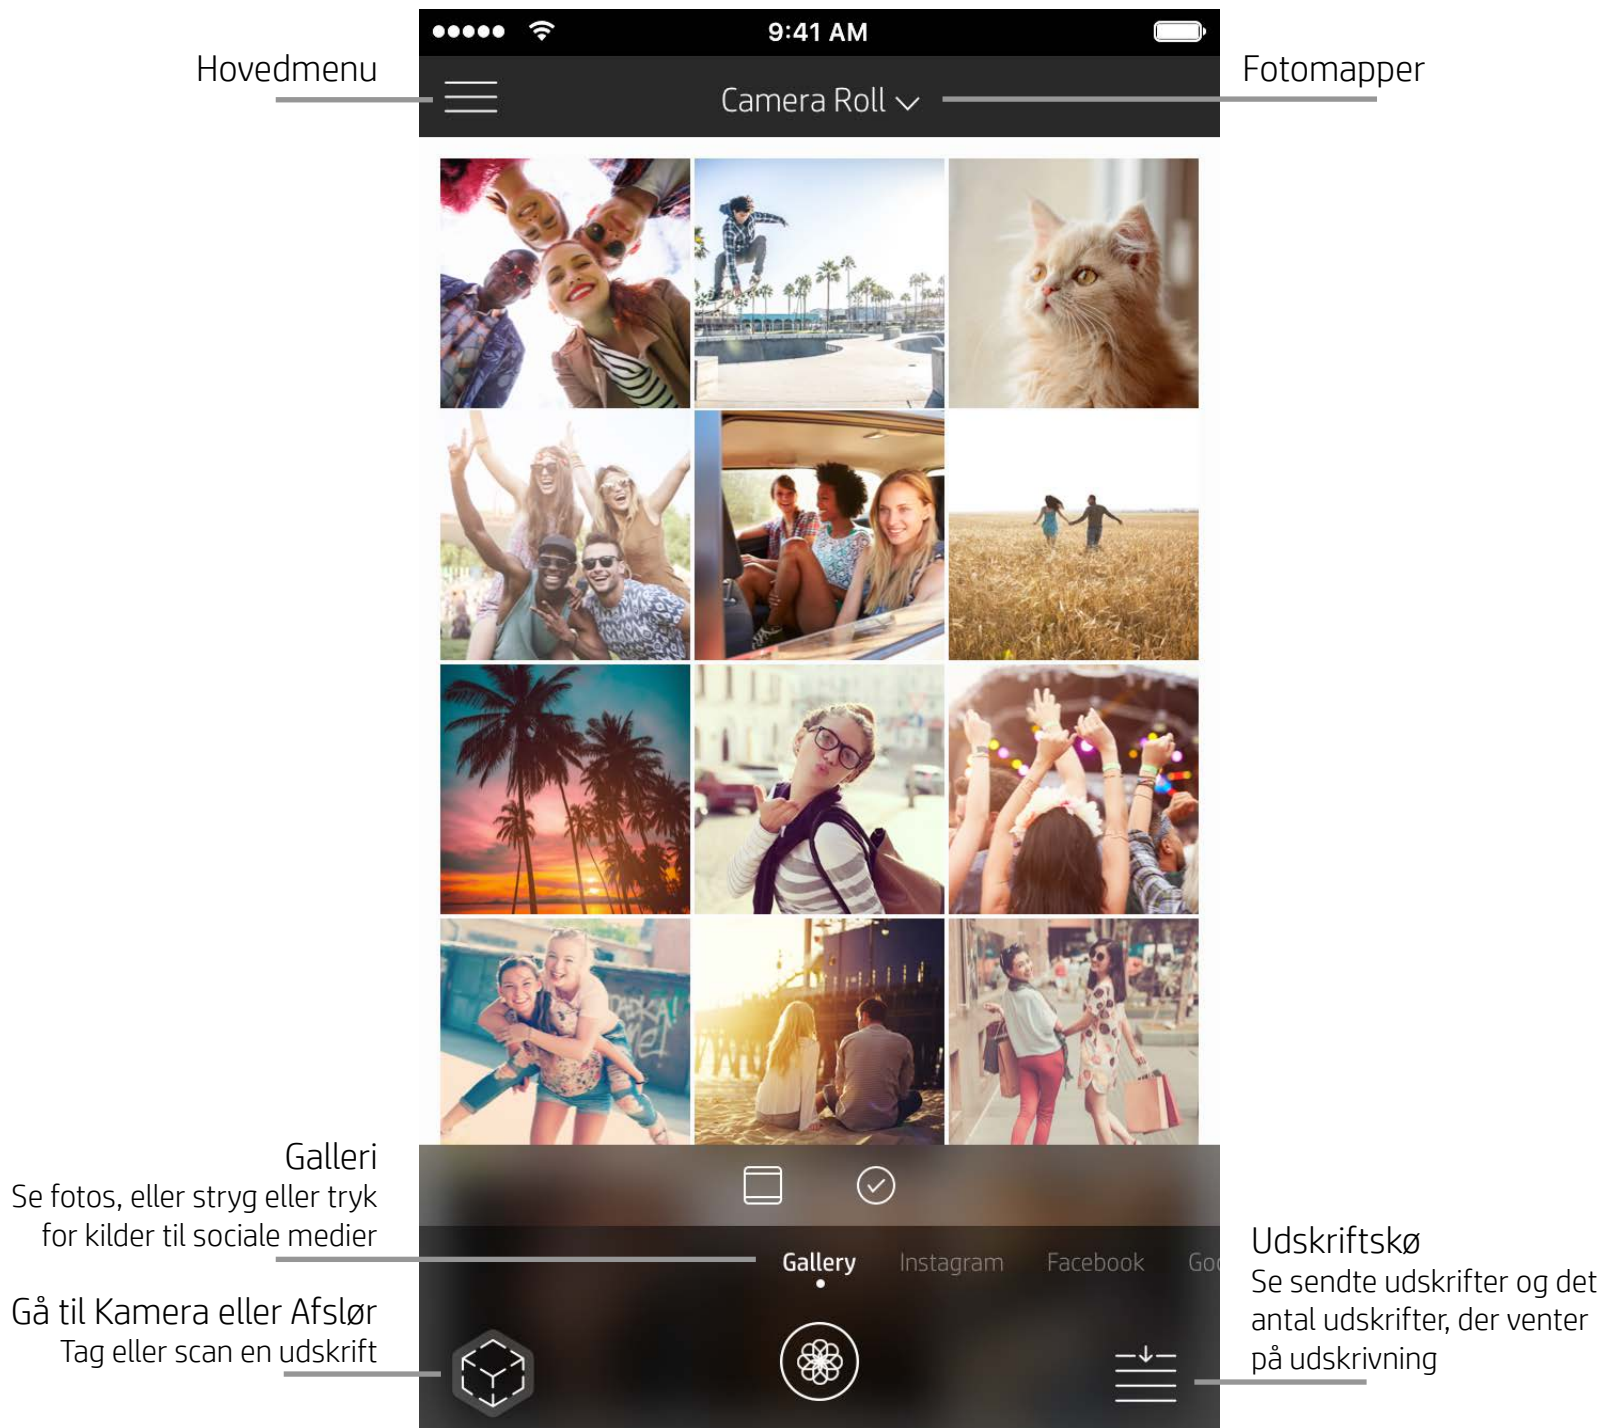 9:41 AM
Hovedmenu
Camera Roll
Fotomapper
Galleri
Se fotos, eller stryg eller tryk
for kilder til sociale medier
Gallery
Instagram
Facebook
Goo
Gå til Kamera eller Afslør
Tag eller scan en udskrift
Udskriftskø
Se sendte udskrifter og det
antal udskrifter, der venter
på udskrivning